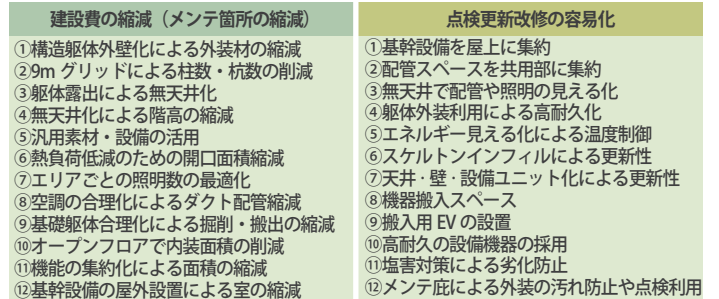 建設費の縮減（メンテ箇所の縮減）
①構造躯体外壁化による外装材の縮減
②9m グリッドによる柱数・杭数の削減
③躯体露出による無天井化
④無天井化による階高の縮減
⑤汎用素材・設備の活用
⑥熱負荷低減のための開口面積縮減
⑦エリアごとの照明数の最適化
⑧空調の合理化によるダクト配管縮減
⑨基礎躯体合理化による掘削・搬出の縮減
⑩オープンフロアで内装面積の削減
⑪機能の集約化による面積の縮減
⑫基幹設備の屋外設置による室の縮減
点検更新改修の容易化
①基幹設備を屋上に集約
②配管スペースを共用部に集約
③無天井で配管や照明の見える化
④躯体外装利用による高耐久化
⑤エネルギー見える化による温度制御
⑥スケルトンインフィルによる更新性
⑦天井・壁・設備ユニット化による更新性
⑧機器搬入スペース
⑨搬入用 EV の設置
⑩高耐久の設備機器の採用
⑪塩害対策による劣化防止
⑫メンテ庇による外装の汚れ防止や点検利用